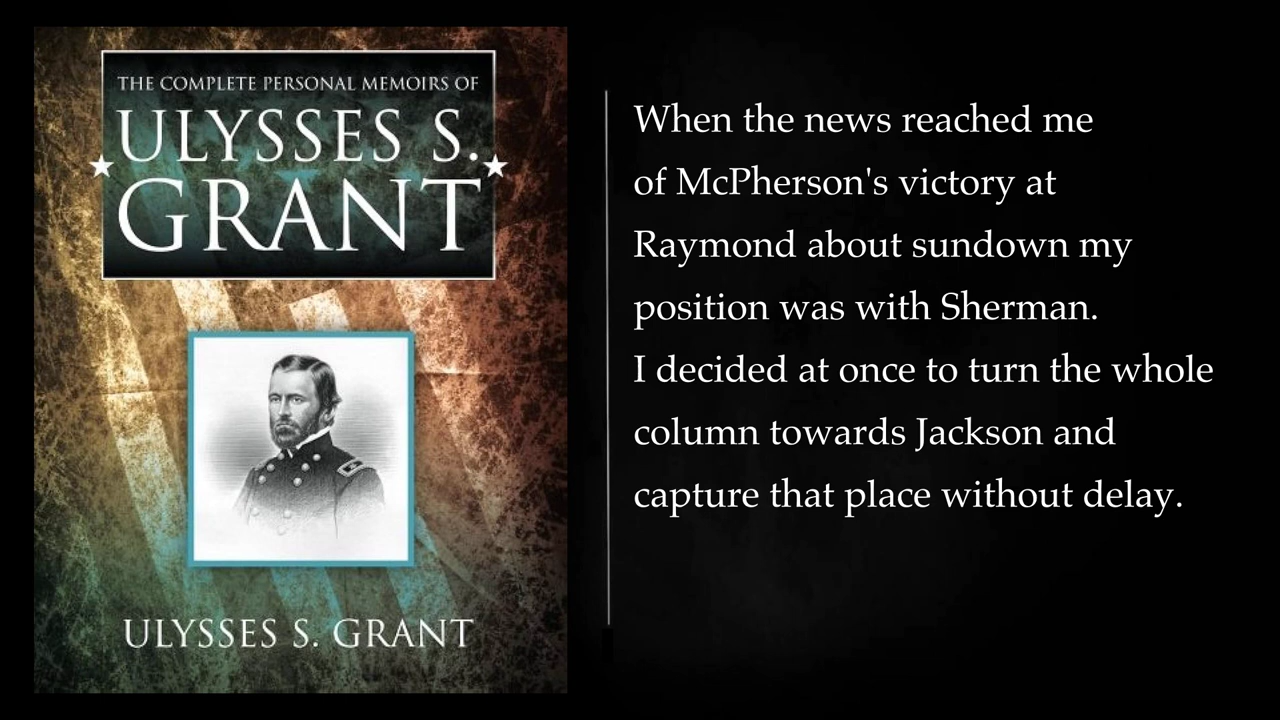 THE COMPLETE PERSONAL MEMOIRS OF
ULYSSES S.
GRANT
ULYSSES S. GRANT
When the news reached me
of McPherson's victory at
Raymond about sundown my
position was with Sherman.
I decided at once to turn the whole
column towards Jackson and
capture that place without delay.